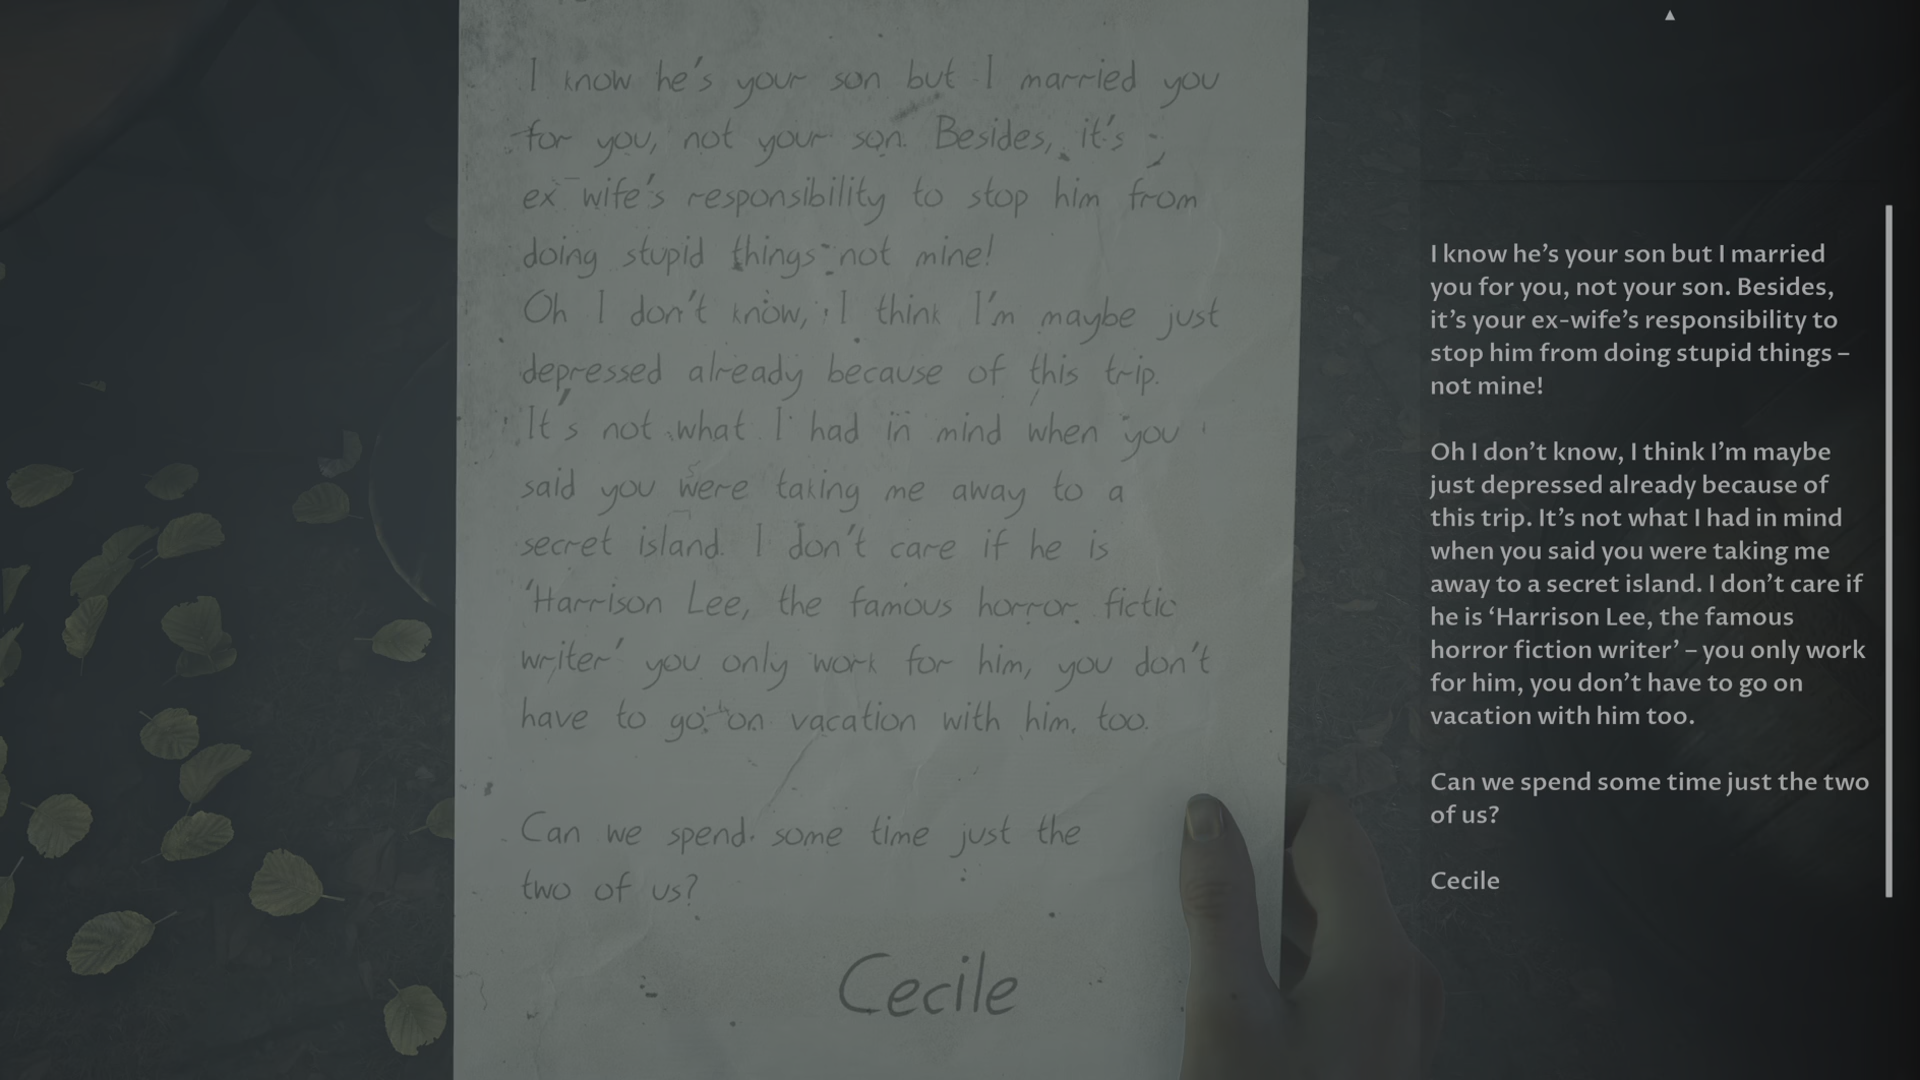 I know he's your son but I married you
for you, not your son. Besides, it's
ex-wife's responsibility to stop him from
doing stupid things - not mine!
Oh I don't know, I think I'm maybe just
depressed already because of this trip.
It's not what I had in mind when you
said you were taking me away to a
secret island. I don't care if he is
'Harrison Lee, the famous horror fictic
writer' you only work for him, you don't
have to go on vacation with him, too.
Can we spend some time just the
two of us?
Cecile
▲
I know he's your son but I married
you for you, not your son. Besides,
it's your ex-wife's responsibility to
stop him from doing stupid things –
not mine!
Oh I don't know, I think I'm maybe
just depressed already because of
this trip. It's not what I had in mind
when you said you were taking me
away to a secret island. I don't care if
he is ‘Harrison Lee, the famous
horror fiction writer’ – you only work
for him, you don't have to go on
vacation with him too.
Can we spend some time just the two
of us?
Cecile